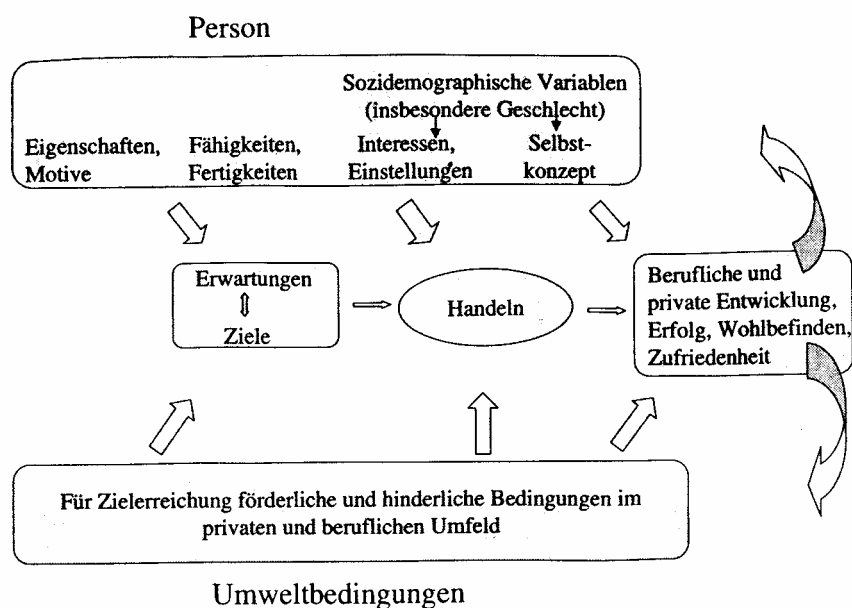 Person
Sozidemographische Variablen
(insbesondere Geschlecht)
Eigenschaften,
Motive
Fähigkeiten,
Fertigkeiten
Interessen,
Einstellungen
Selbst-
konzept
Erwartungen
Ziele
Handeln
Berufliche und
private Entwicklung,
Erfolg, Wohlbefinden,
Zufriedenheit
Für Zielerreichung förderliche und hinderliche Bedingungen im
privaten und beruflichen Umfeld
Umweltbedingungen